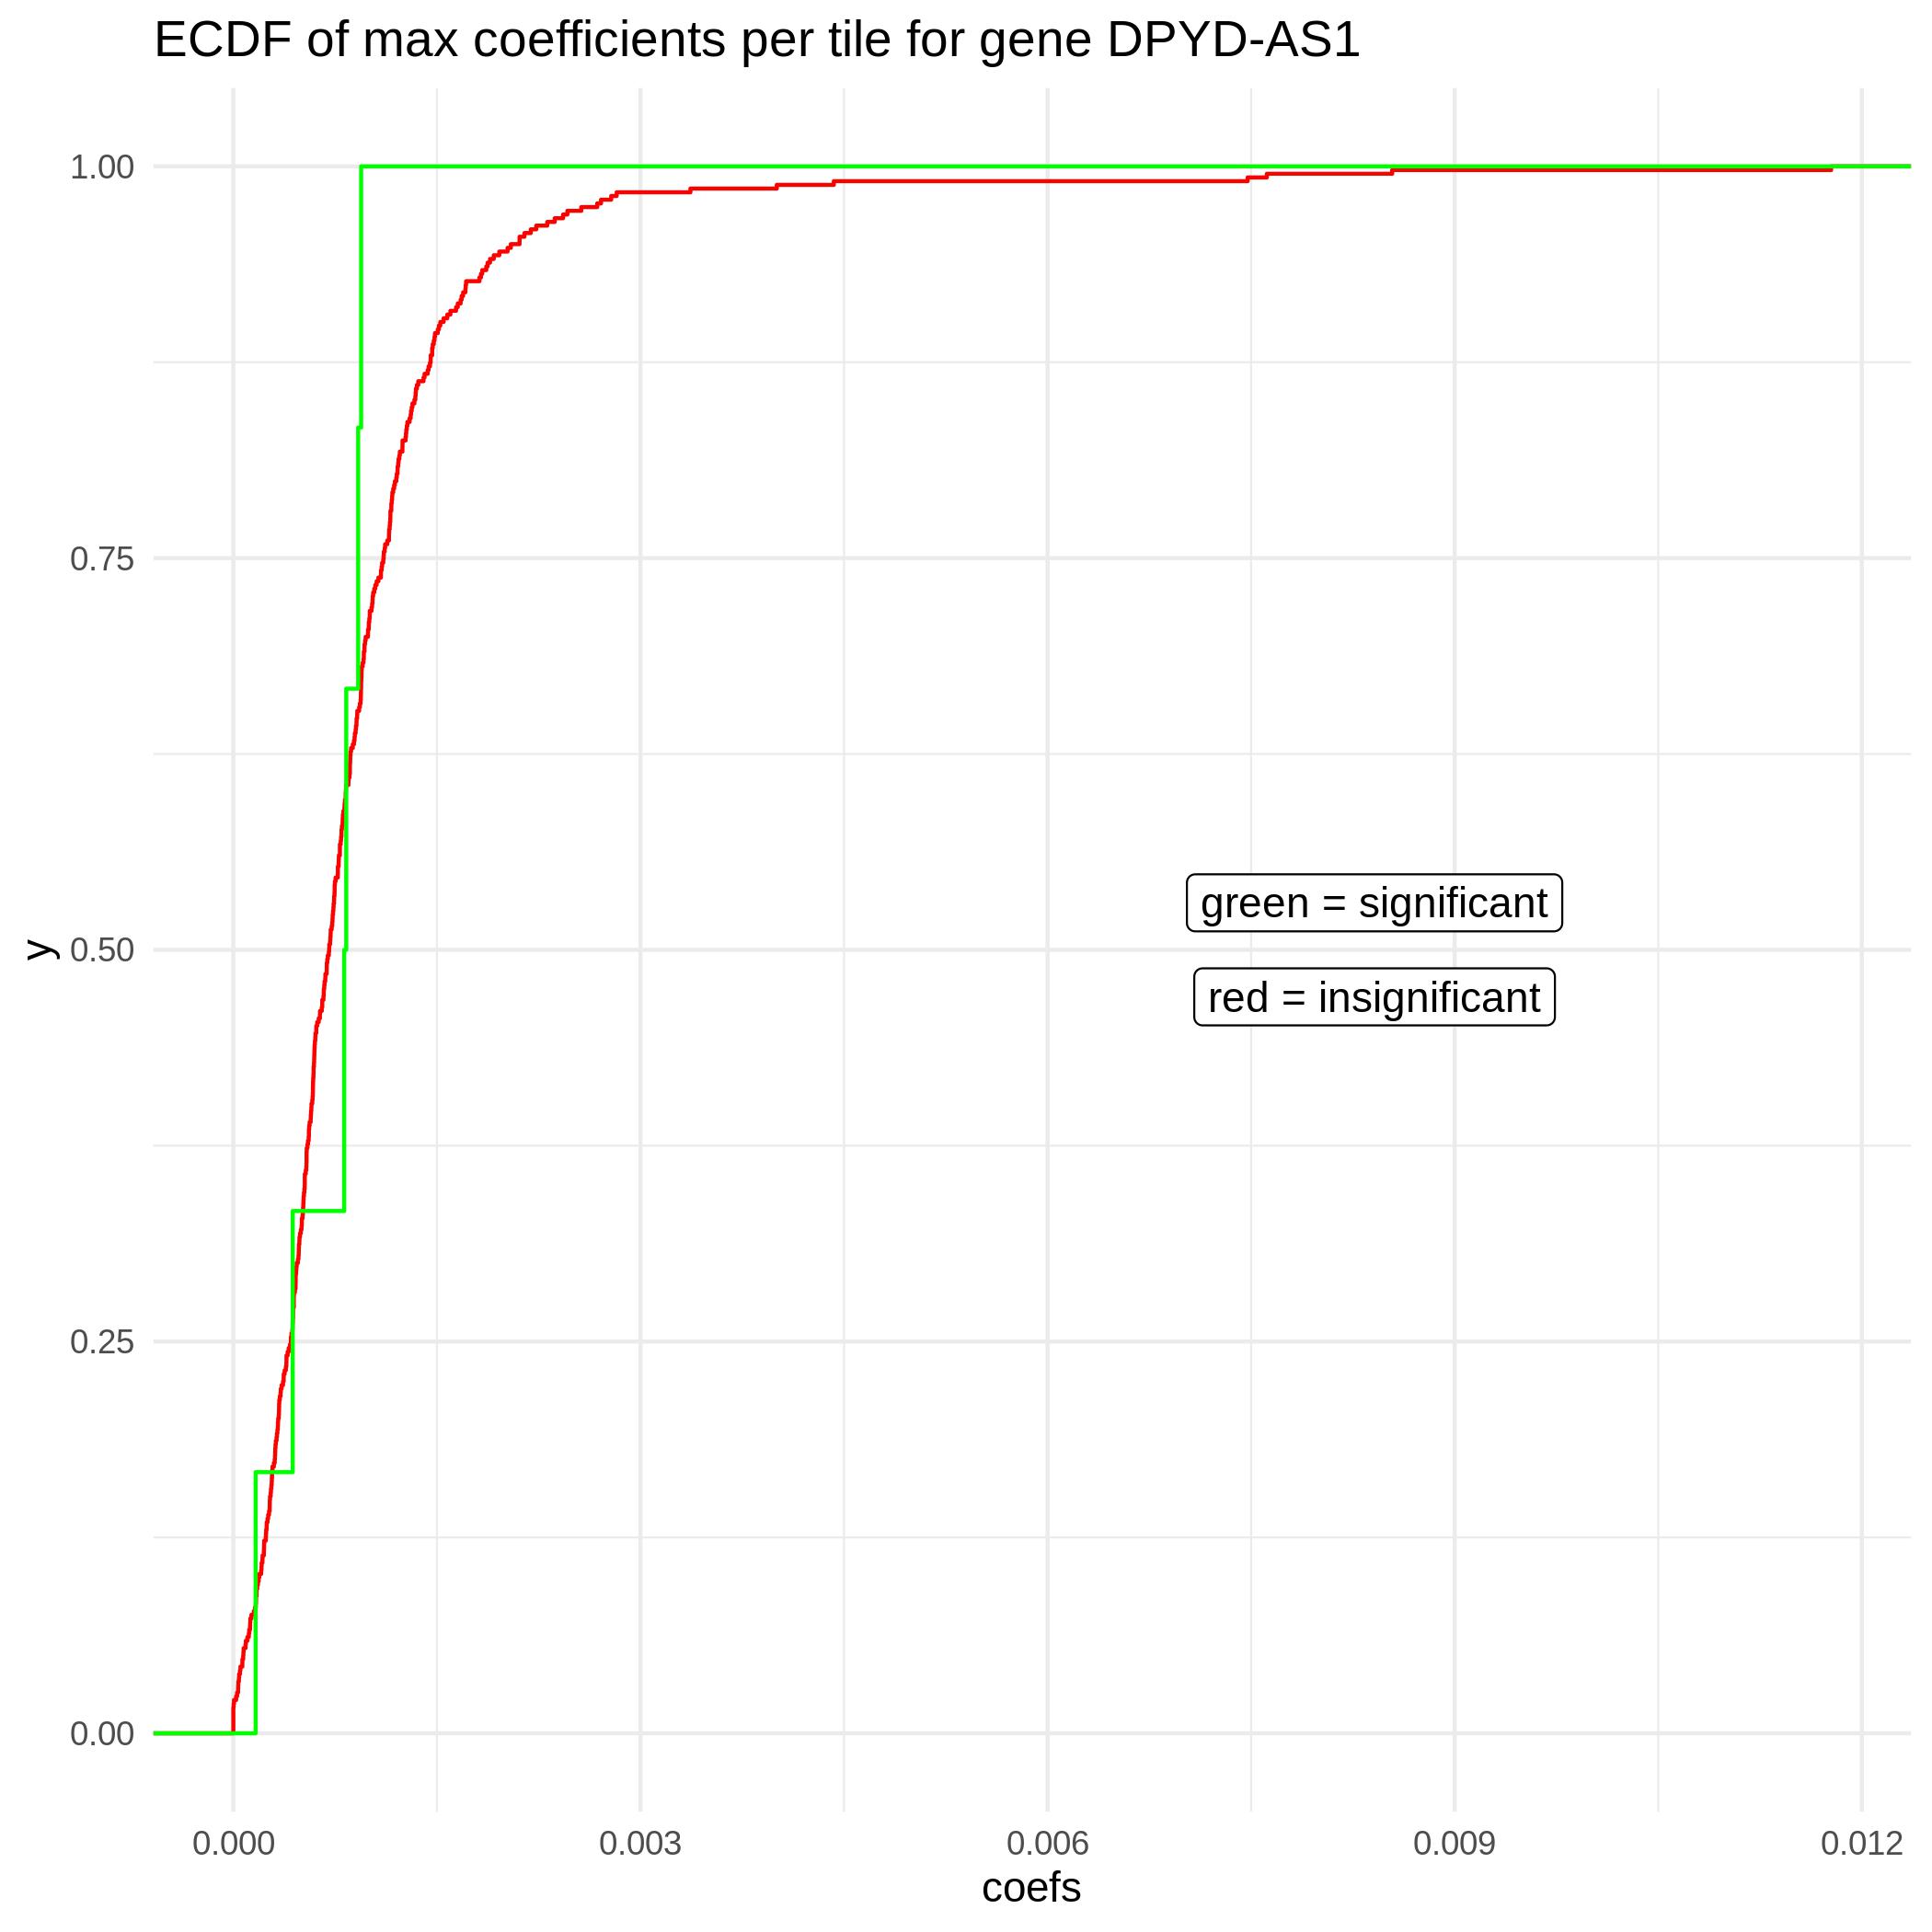 ECDF of max coefficients per tile for gene DPYD-AS1
1.00
0.75
0.50
0.25
0.00
y
green = significant
red = insignificant
0.000
0.003
0.006
0.009
0.012
coefs